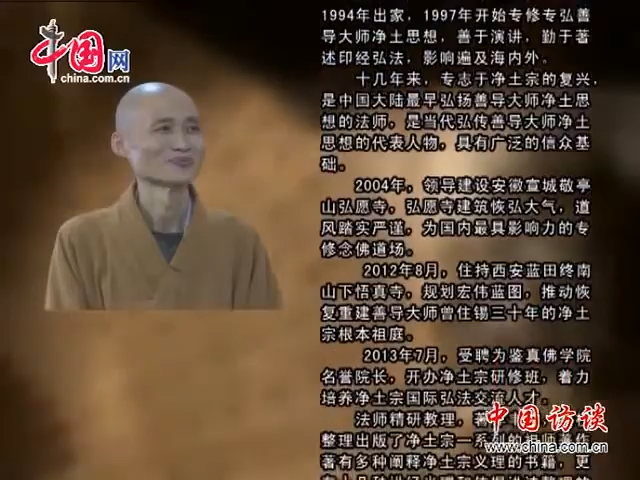 中国网
china.com.cn
1994年出家，1997年开始专修专弘善
导大师净土思想，善于演讲，勤于著
述印经弘法，影响遍及海内外。
十几年来，专志于净土宗的复兴，
是中国大陆最早弘扬善导大师净土思
想的法师，是当代弘传善导大师净土
思想的代表人物，具有广泛的信众基
础。
2004年，领导建设安徽宣城敬亭
山弘愿寺，弘愿寺建筑恢弘大气，道
风踏实严谨，为国内最具影响力的专
修念佛道场。
2012年8月，住持西安蓝田终南
山下悟真寺，规划宏伟蓝图，推动恢
复重建善导大师曾住锡三十年的净土
宗根本祖庭。
2013年7月，受聘为鉴真佛学院
名誉院长，开办净土宗研修班，着力
培养净土宗国际弘法交流人才。
法师精研教理，著
整理出版了净土宗一系列的祖师著作
著有多种阐释净土宗义理的书籍，更
中国访谈
china.com.cn